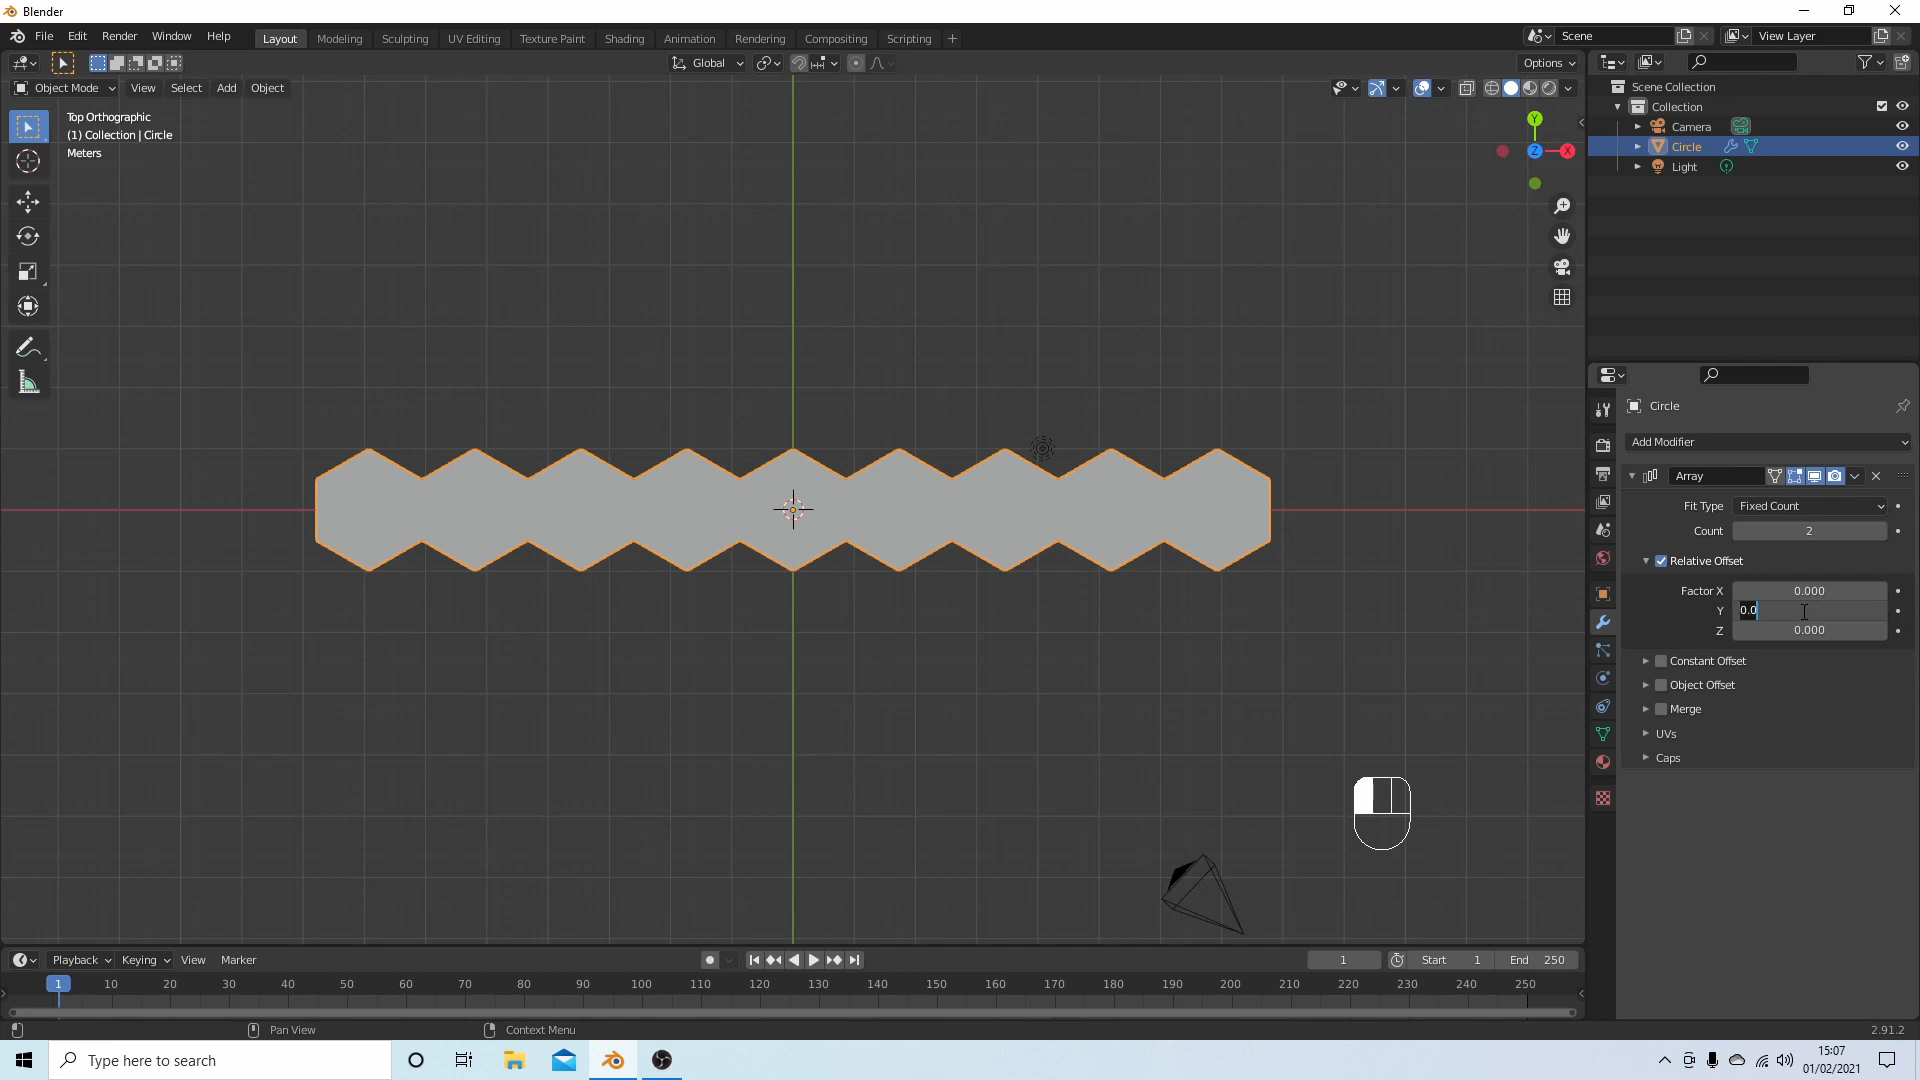 Blender
File Edit Render Window Help
Layout Modeling Sculpting UV Editing Texture Paint Shading Animation Rendering Compositing Scripting +
Scene
View Layer
Global
Options
Object Mode View Select Add Object
Top Orthographic
(1) Collection | Circle
Meters
Y
Z
X
Scene Collection
Collection
Camera
Circle
Light
Circle
Add Modifier
Array
Fit Type Fixed Count
Count 2
Relative Offset
Factor X 0.000
Y 0.0
Z 0.000
Constant Offset
Object Offset
Merge
UVs
Caps
Playback Keying View Marker
1 Start 1 End 250
1 10 20 30 40 50 60 70 80 90 100 110 120 130 140 150 160 170 180 190 200 210 220 230 240 250
Pan View Context Menu 2.91.2
Type here to search
15:07
01/02/2021